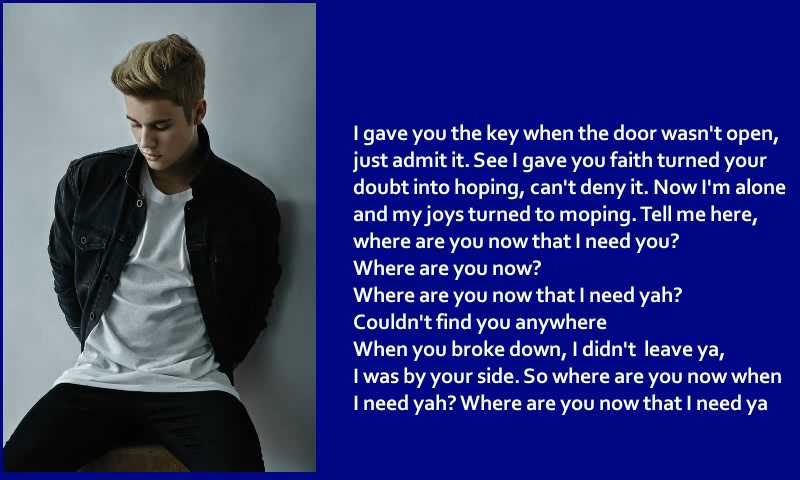 I gave you the key when the door wasn't open,
just admit it. See I gave you faith turned your
doubt into hoping, can't deny it. Now I'm alone
and my joys turned to moping. Tell me here,
where are you now that I need you?
Where are you now?
Where are you now that I need yah?
Couldn't find you anywhere
When you broke down, I didn't  leave ya,
I was by your side. So where are you now when
I need yah? Where are you now that I need ya